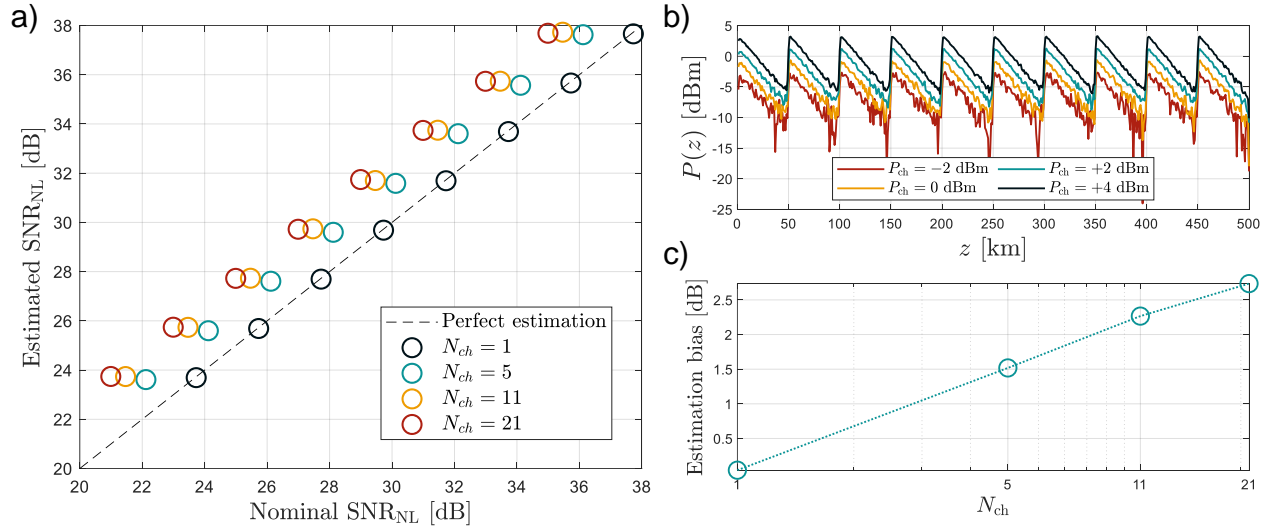 a)
Estimated SNR_NL [dB]
38
36
34
32
30
28
26
24
22
20
20 22 24 26 28 30 32 34 36 38
Nominal SNR_NL [dB]
Perfect estimation
N_ch = 1
N_ch = 5
N_ch = 11
N_ch = 21
b)
P(z) [dBm]
5
0
-5
-10
-15
-20
-25
0 50 100 150 200 250 300 350 400 450 500
z [km]
P_ch = −2 dBm
P_ch = 0 dBm
P_ch = +2 dBm
P_ch = +4 dBm
c)
Estimation bias [dB]
2.5
2
1.5
1
0.5
1 5 11 21
N_ch